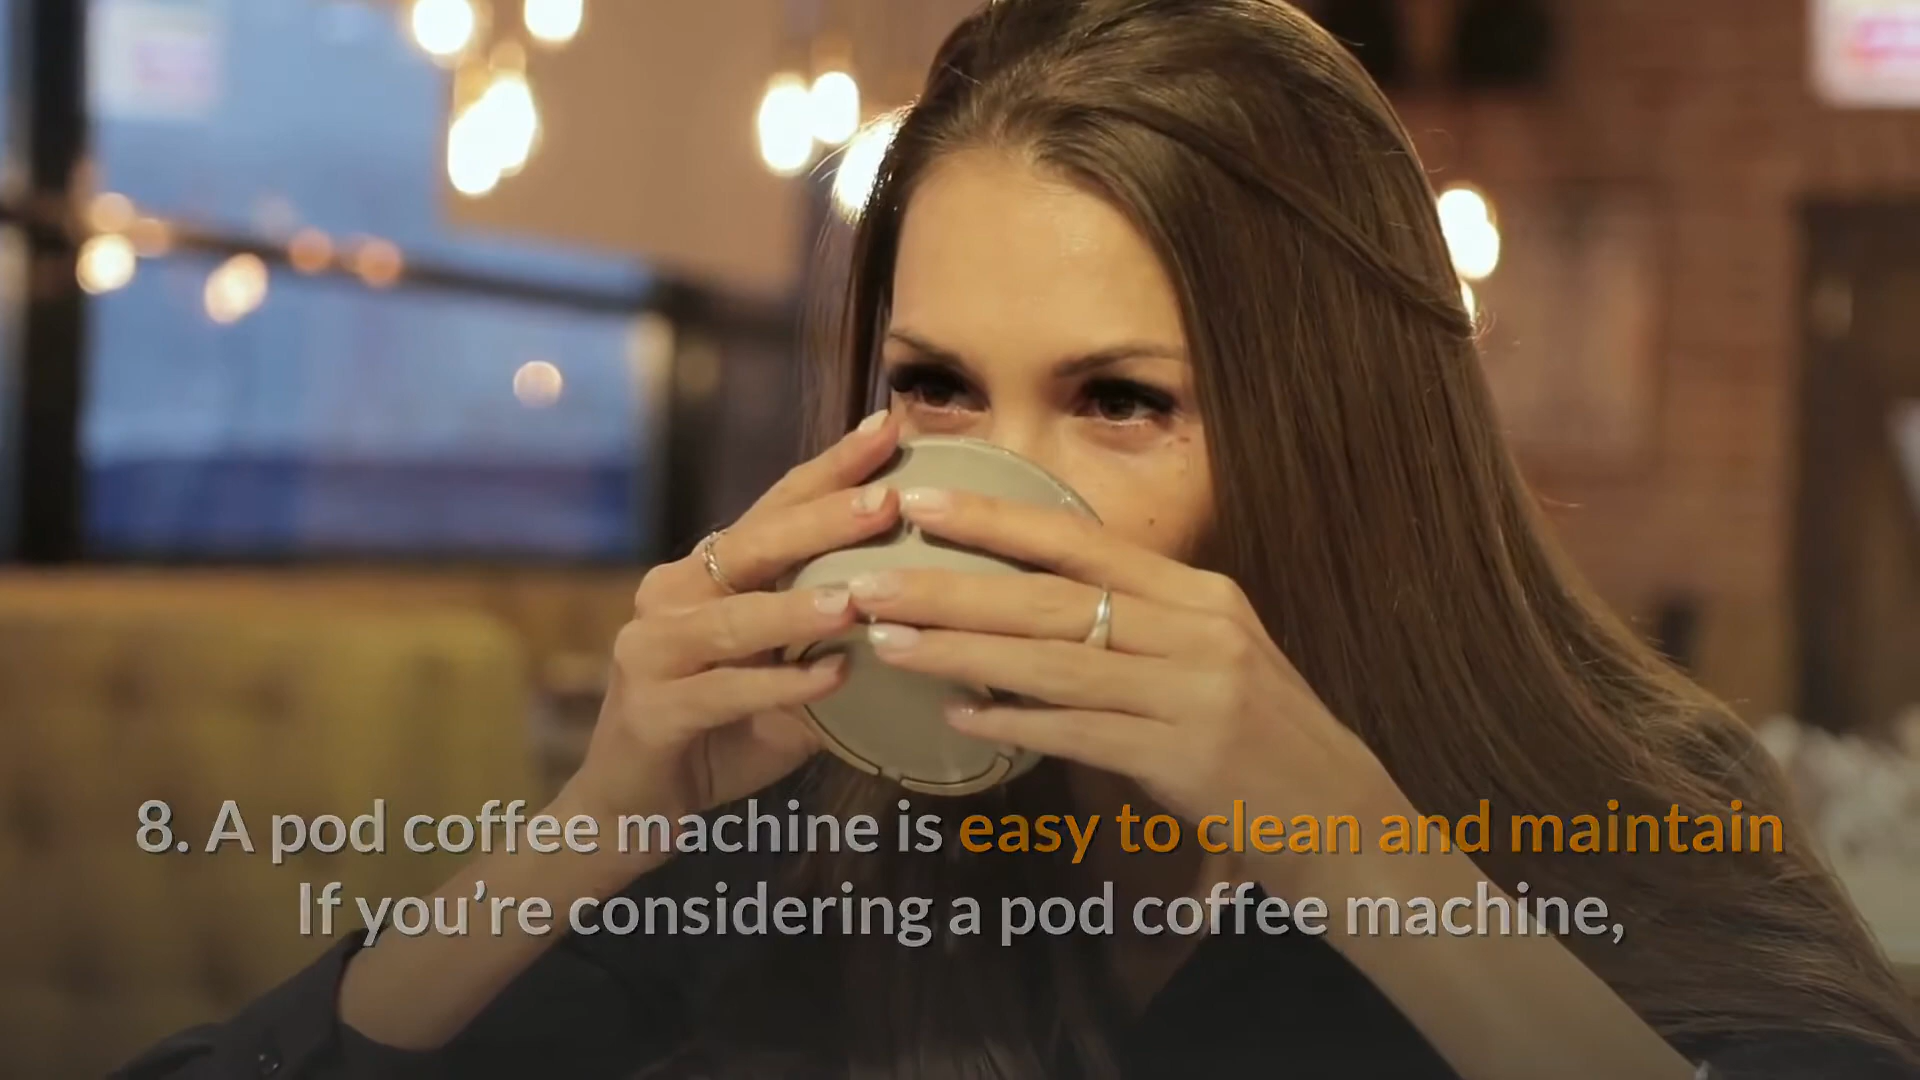 8. A pod coffee machine is easy to clean and maintain
If you’re considering a pod coffee machine,